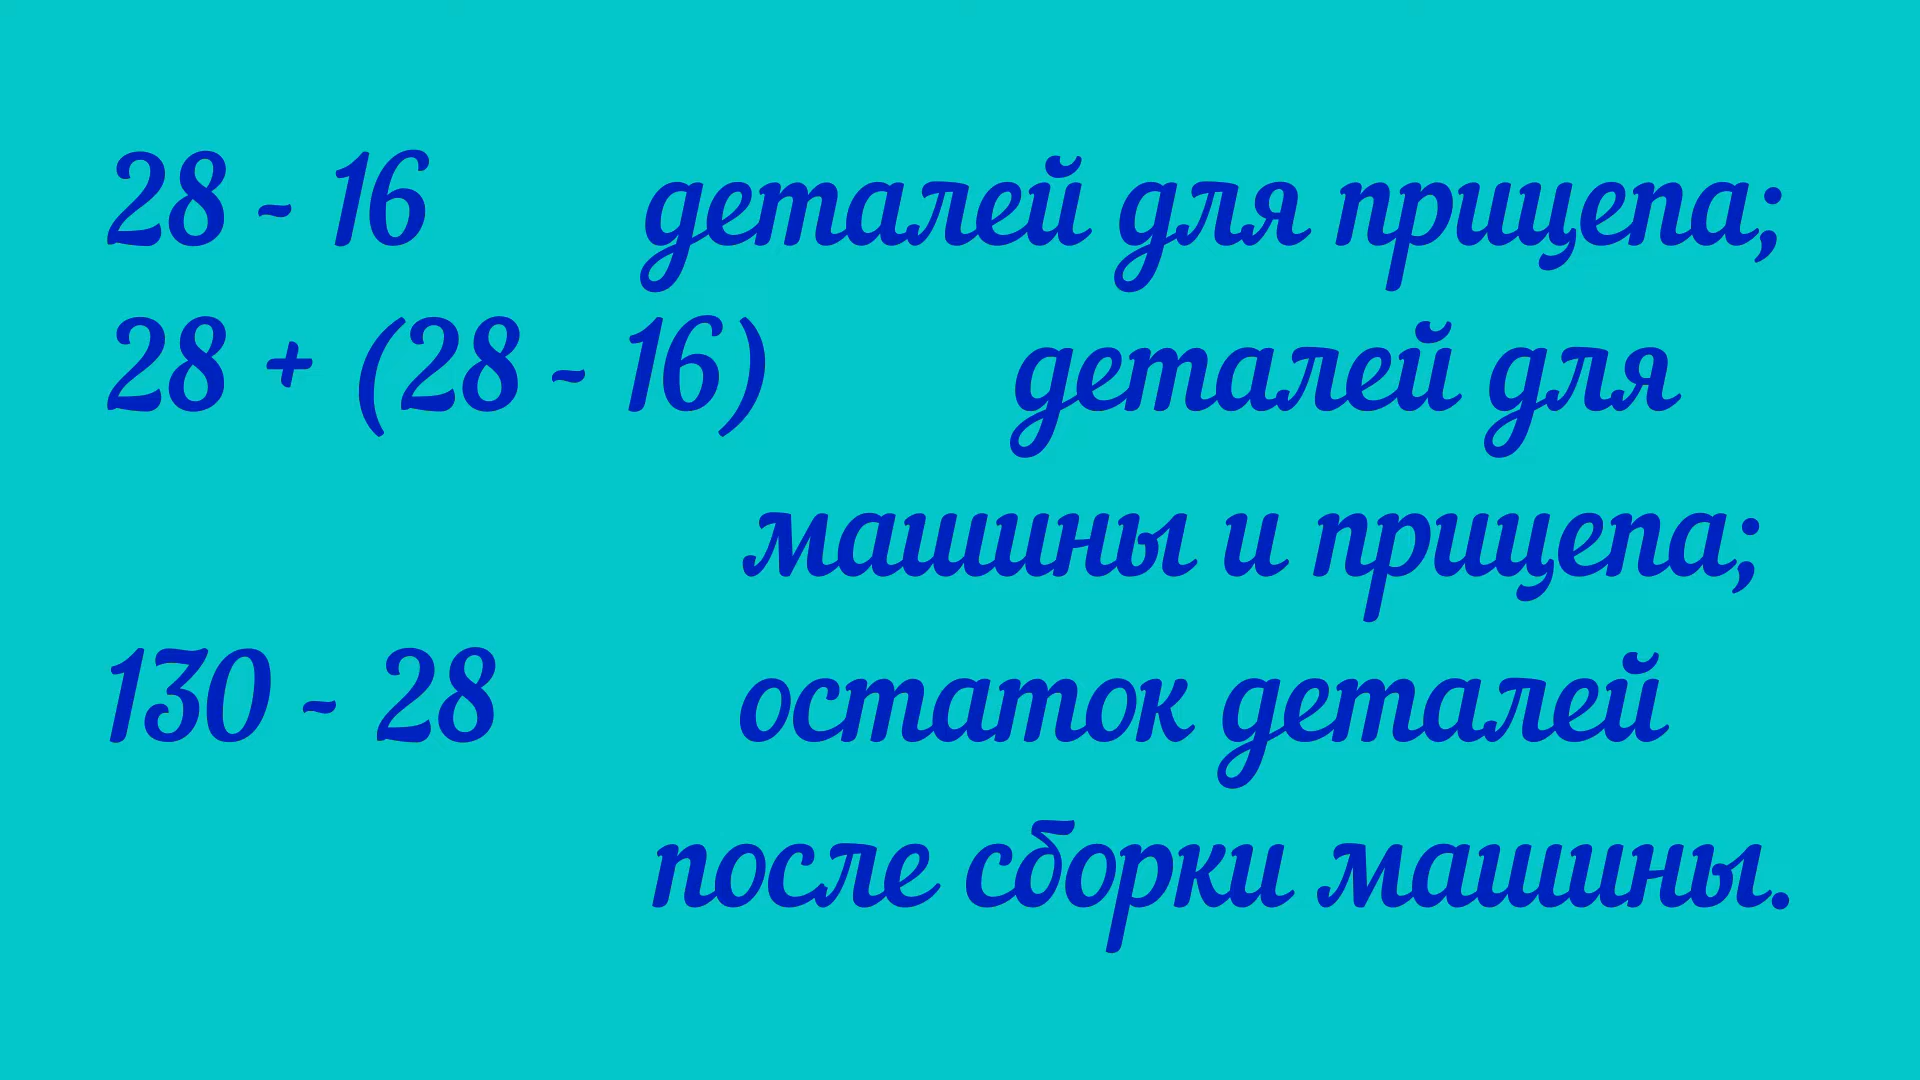 28 - 16 деталей для прицепа;
28 + (28 - 16) деталей для
машины и прицепа;
130 - 28 остаток деталей
после сборки машины.